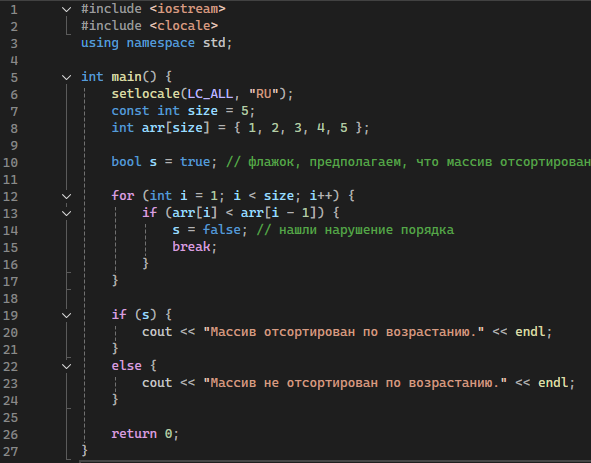 1 #include <iostream>
2 #include <clocale>
3 using namespace std;
4
5 int main() {
6 setlocale(LC_ALL, "RU");
7 const int size = 5;
8 int arr[size] = { 1, 2, 3, 4, 5 };
9
10 bool s = true; // флажок, предполагаем, что массив отсортирован
11
12 for (int i = 1; i < size; i++) {
13 if (arr[i] < arr[i - 1]) {
14 s = false; // нашли нарушение порядка
15 break;
16 }
17 }
18
19 if (s) {
20 cout << "Массив отсортирован по возрастанию." << endl;
21 }
22 else {
23 cout << "Массив не отсортирован по возрастанию." << endl;
24 }
25
26 return 0;
27 }